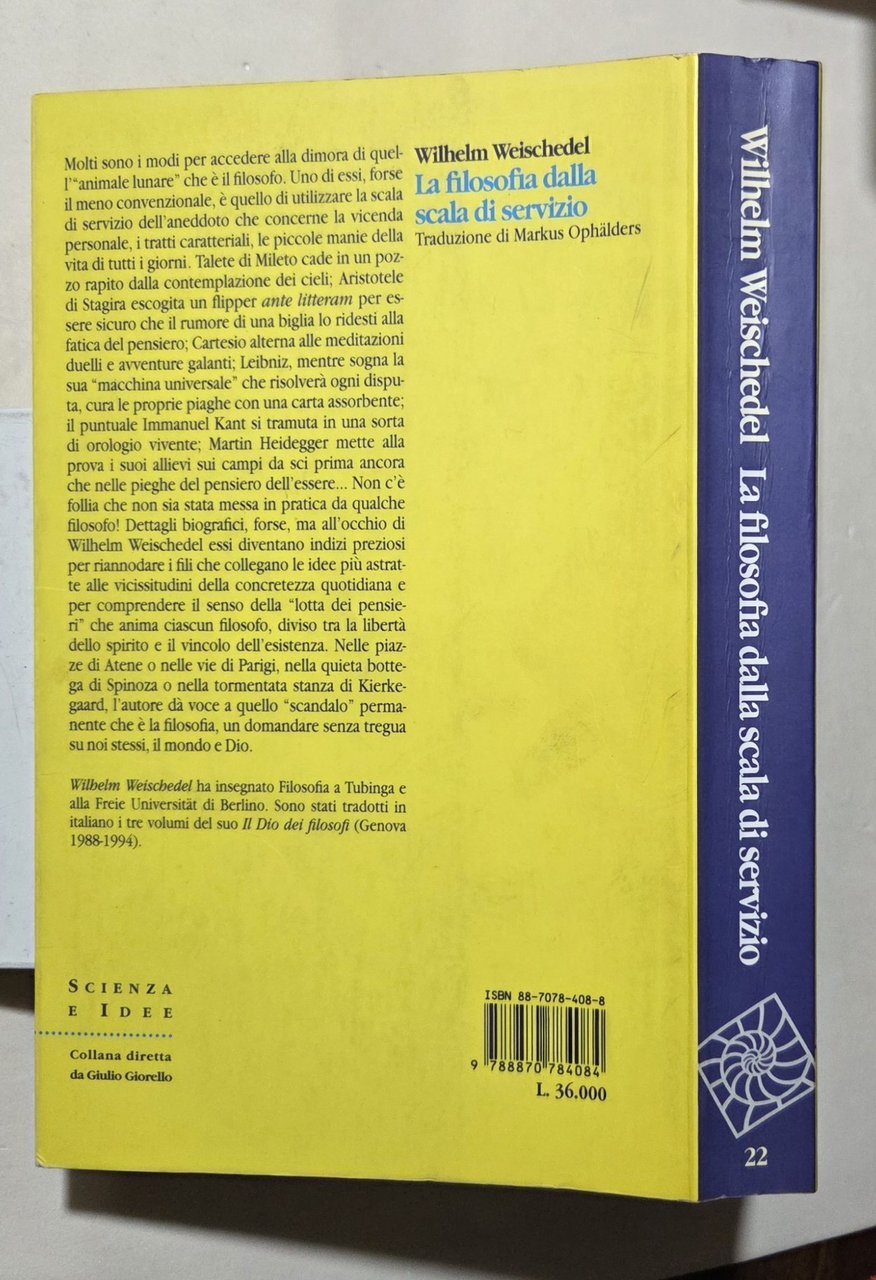 Molti sono i modi per accedere alla dimora di quel-
l'“animale lunare” che è il filosofo. Uno di essi, forse
il meno convenzionale, è quello di utilizzare la scala
di servizio dell'aneddoto che concerne la vicenda
personale, i tratti caratteriali, le piccole manie della
vita di tutti i giorni. Talete di Mileto cade in un poz-
zo rapito dalla contemplazione dei cieli; Aristotele
di Stagira escogita un flipper ante litteram per es-
sere sicuro che il rumore di una biglia lo ridesti alla
fatica del pensiero; Cartesio alterna alle meditazioni
duelli e avventure galanti; Leibniz, mentre sogna la
sua “macchina universale” che risolverà ogni dispu-
ta, cura le proprie piaghe con una carta assorbente;
il puntuale Immanuel Kant si tramuta in una sorta
di orologio vivente; Martin Heidegger mette alla
prova i suoi allievi sui campi da sci prima ancora
che nelle pieghe del pensiero dell'essere... Non c'è
follia che non sia stata messa in pratica da qualche
filosofo! Dettagli biografici, forse, ma all'occhio di
Wilhelm Weischedel essi diventano indizi preziosi
per riannodare i fili che collegano le idee più astrat-
te alle vicissitudini della concretezza quotidiana e
per comprendere il senso della “lotta dei pensie-
ri” che anima ciascun filosofo, diviso tra la libertà
dello spirito e il vincolo dell'esistenza. Nelle piaz-
ze di Atene o nelle vie di Parigi, nella quieta botte-
ga di Spinoza o nella tormentata stanza di Kierke-
gaard, l'autore dà voce a quello “scandalo” perma-
nente che è la filosofia, un domandare senza tregua
su noi stessi, il mondo e Dio.
Wilhelm Weischedel ha insegnato Filosofia a Tubinga e
alla Freie Universität di Berlino. Sono stati tradotti in
italiano i tre volumi del suo Il Dio dei filosofi (Genova
1988-1994).
Wilhelm Weischedel
La filosofia dalla
scala di servizio
Traduzione di Markus Ophälders
SCIENZA
E IDEE
Collana diretta
da Giulio Giorello
ISBN 88-7078-408-8
9 788870 784084
L. 36.000
Wilhelm Weischedel La filosofia dalla scala di servizio
22